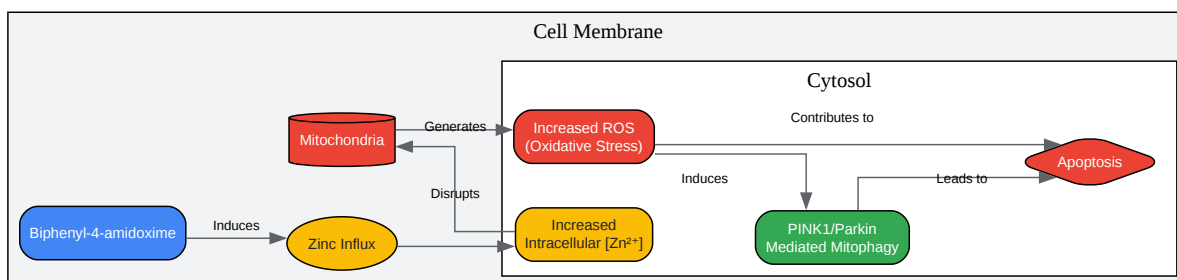 Cell Membrane
Cytosol
Contributes to
Mitochondria
Generates
Increased ROS
(Oxidative Stress)
Apoptosis
Induces
Leads to
Disrupts
Biphenyl-4-amidoxime
Induces
Zinc Influx
Increased
Intracellular [Zn²⁺]
PINK1/Parkin
Mediated Mitophagy